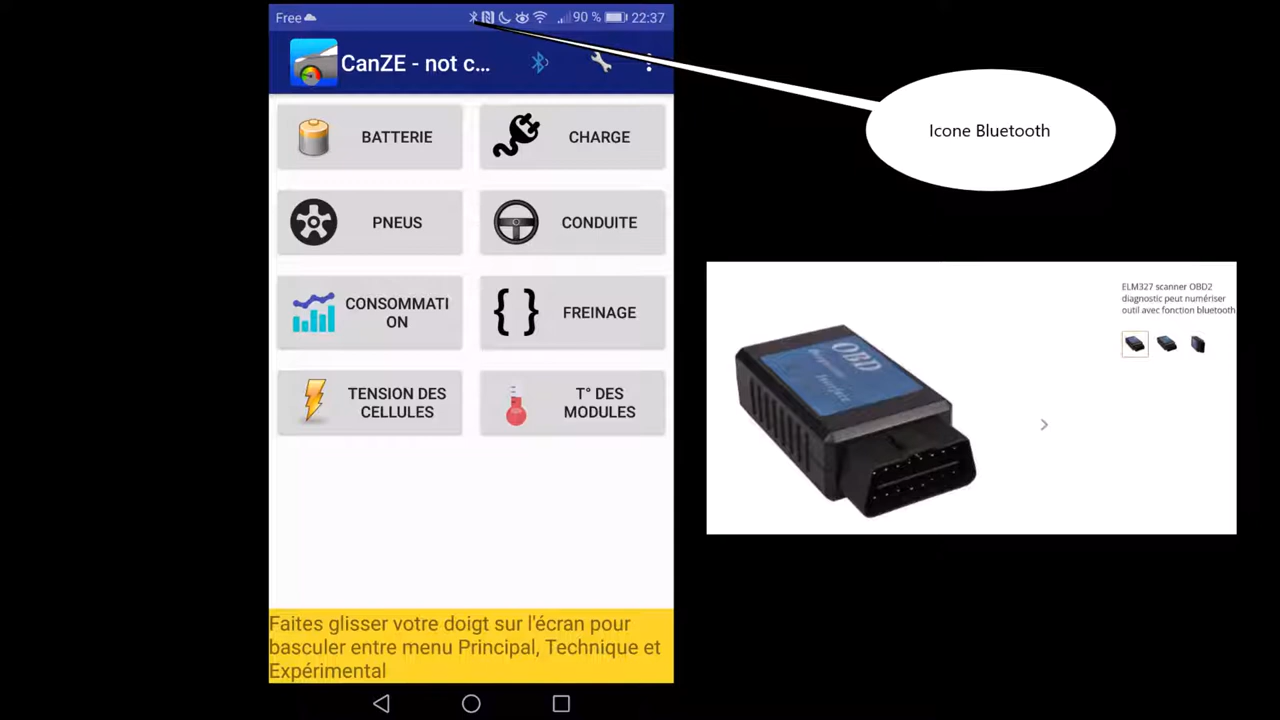 Free
90 %
22:37
CanZE - not c...
Icone Bluetooth
BATTERIE
CHARGE
PNEUS
CONDUITE
CONSOMMATI
ON
FREINAGE
TENSION DES
CELLULES
T° DES
MODULES
Faites glisser votre doigt sur l'écran pour
basculer entre menu Principal, Technique et
Expérimental
ELM327 scanner OBD2
diagnostic peut numériser
outil avec fonction bluetooth
OBD
Diagnostic
Interface